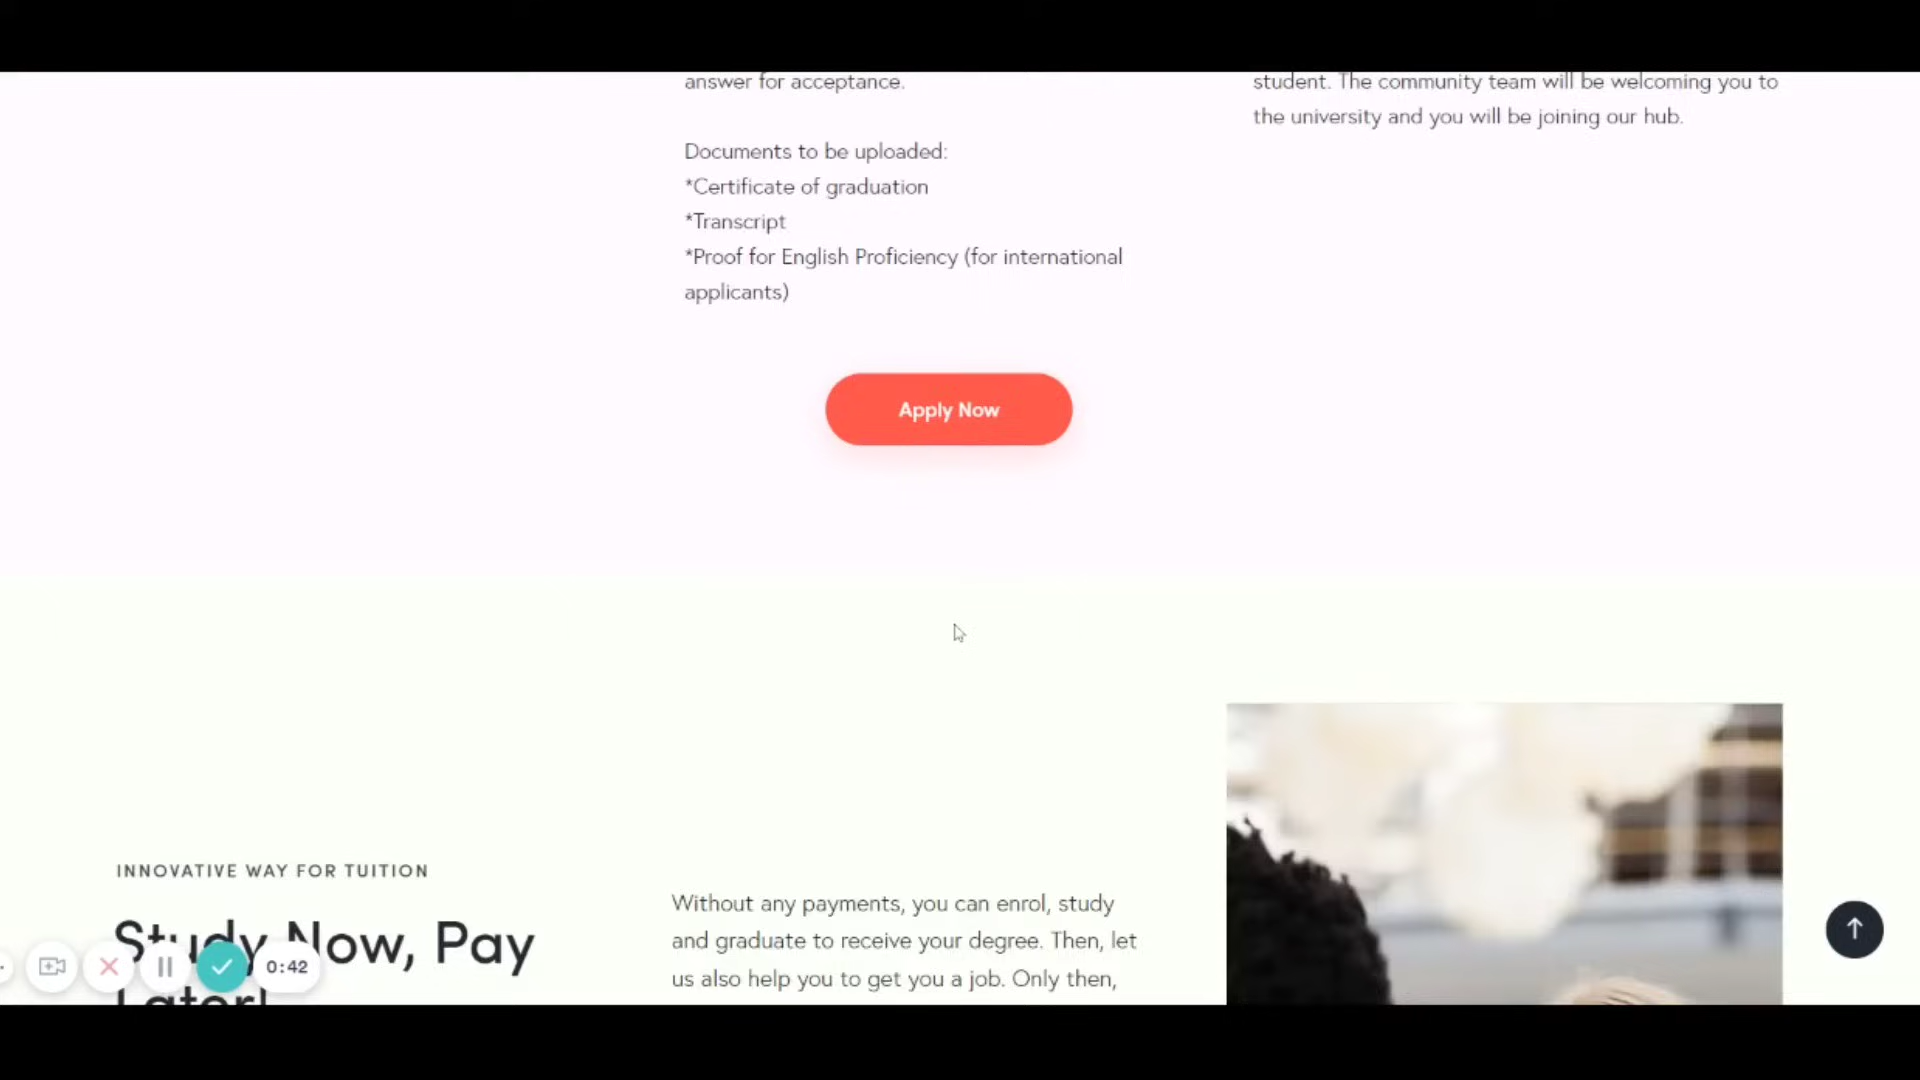 answer for acceptance.
Documents to be uploaded:
*Certificate of graduation
*Transcript
*Proof for English Proficiency (for international
applicants)
student. The community team will be welcoming you to
the university and you will be joining our hub.
Apply Now
INNOVATIVE WAY FOR TUITION
Study Now, Pay
Later!
Without any payments, you can enrol, study
and graduate to receive your degree. Then, let
us also help you to get you a job. Only then,
0:42